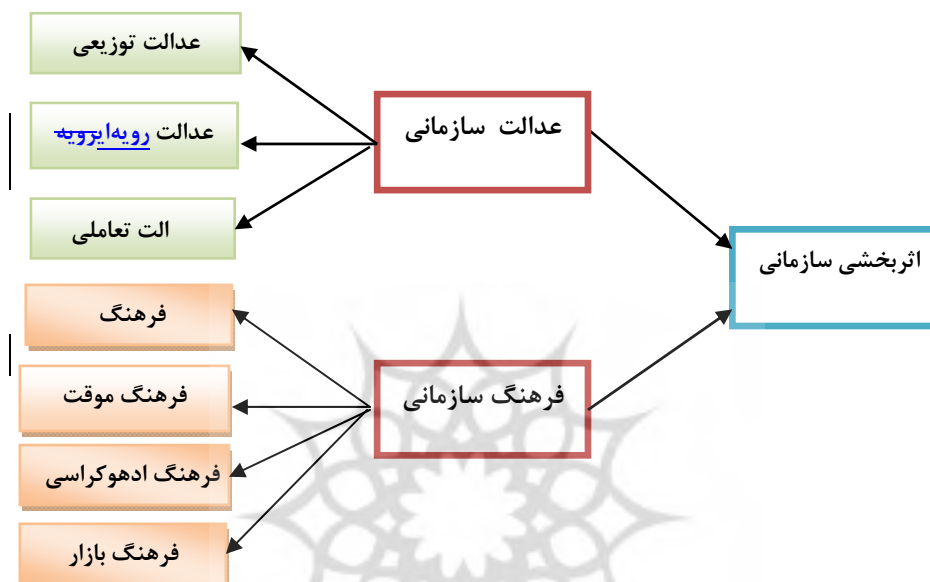 عدالت توزیعی
عدالت سازمانی
عدالت رویه‌ایرویه
الت تعاملی
اثربخشی سازمانی
فرهنگ
فرهنگ سازمانی
فرهنگ موقت
فرهنگ ادهوکراسی
فرهنگ بازار